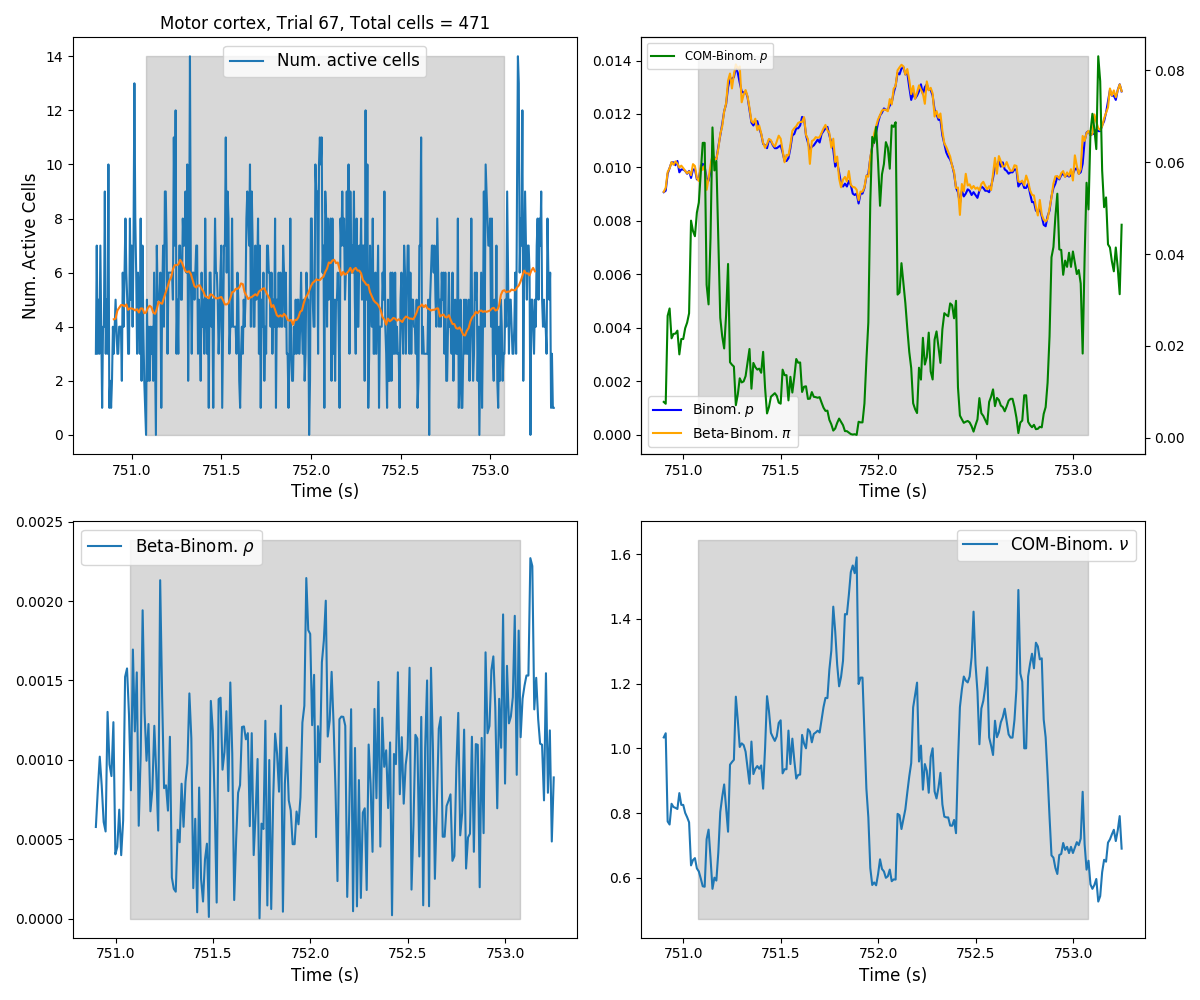 Motor cortex, Trial 67, Total cells = 471
Num. active cells
14
12
10
8
6
4
2
0
Num. Active Cells
751.0 751.5 752.0 752.5 753.0
Time (s)
COM-Binom. p
0.014
0.012
0.010
0.008
0.006
0.004
0.002
0.000
0.08
0.06
0.04
0.02
0.00
Binom. p
Beta-Binom. π
751.0 751.5 752.0 752.5 753.0
Time (s)
Beta-Binom. ρ
0.0025
0.0020
0.0015
0.0010
0.0005
0.0000
751.0 751.5 752.0 752.5 753.0
Time (s)
COM-Binom. ν
1.6
1.4
1.2
1.0
0.8
0.6
751.0 751.5 752.0 752.5 753.0
Time (s)